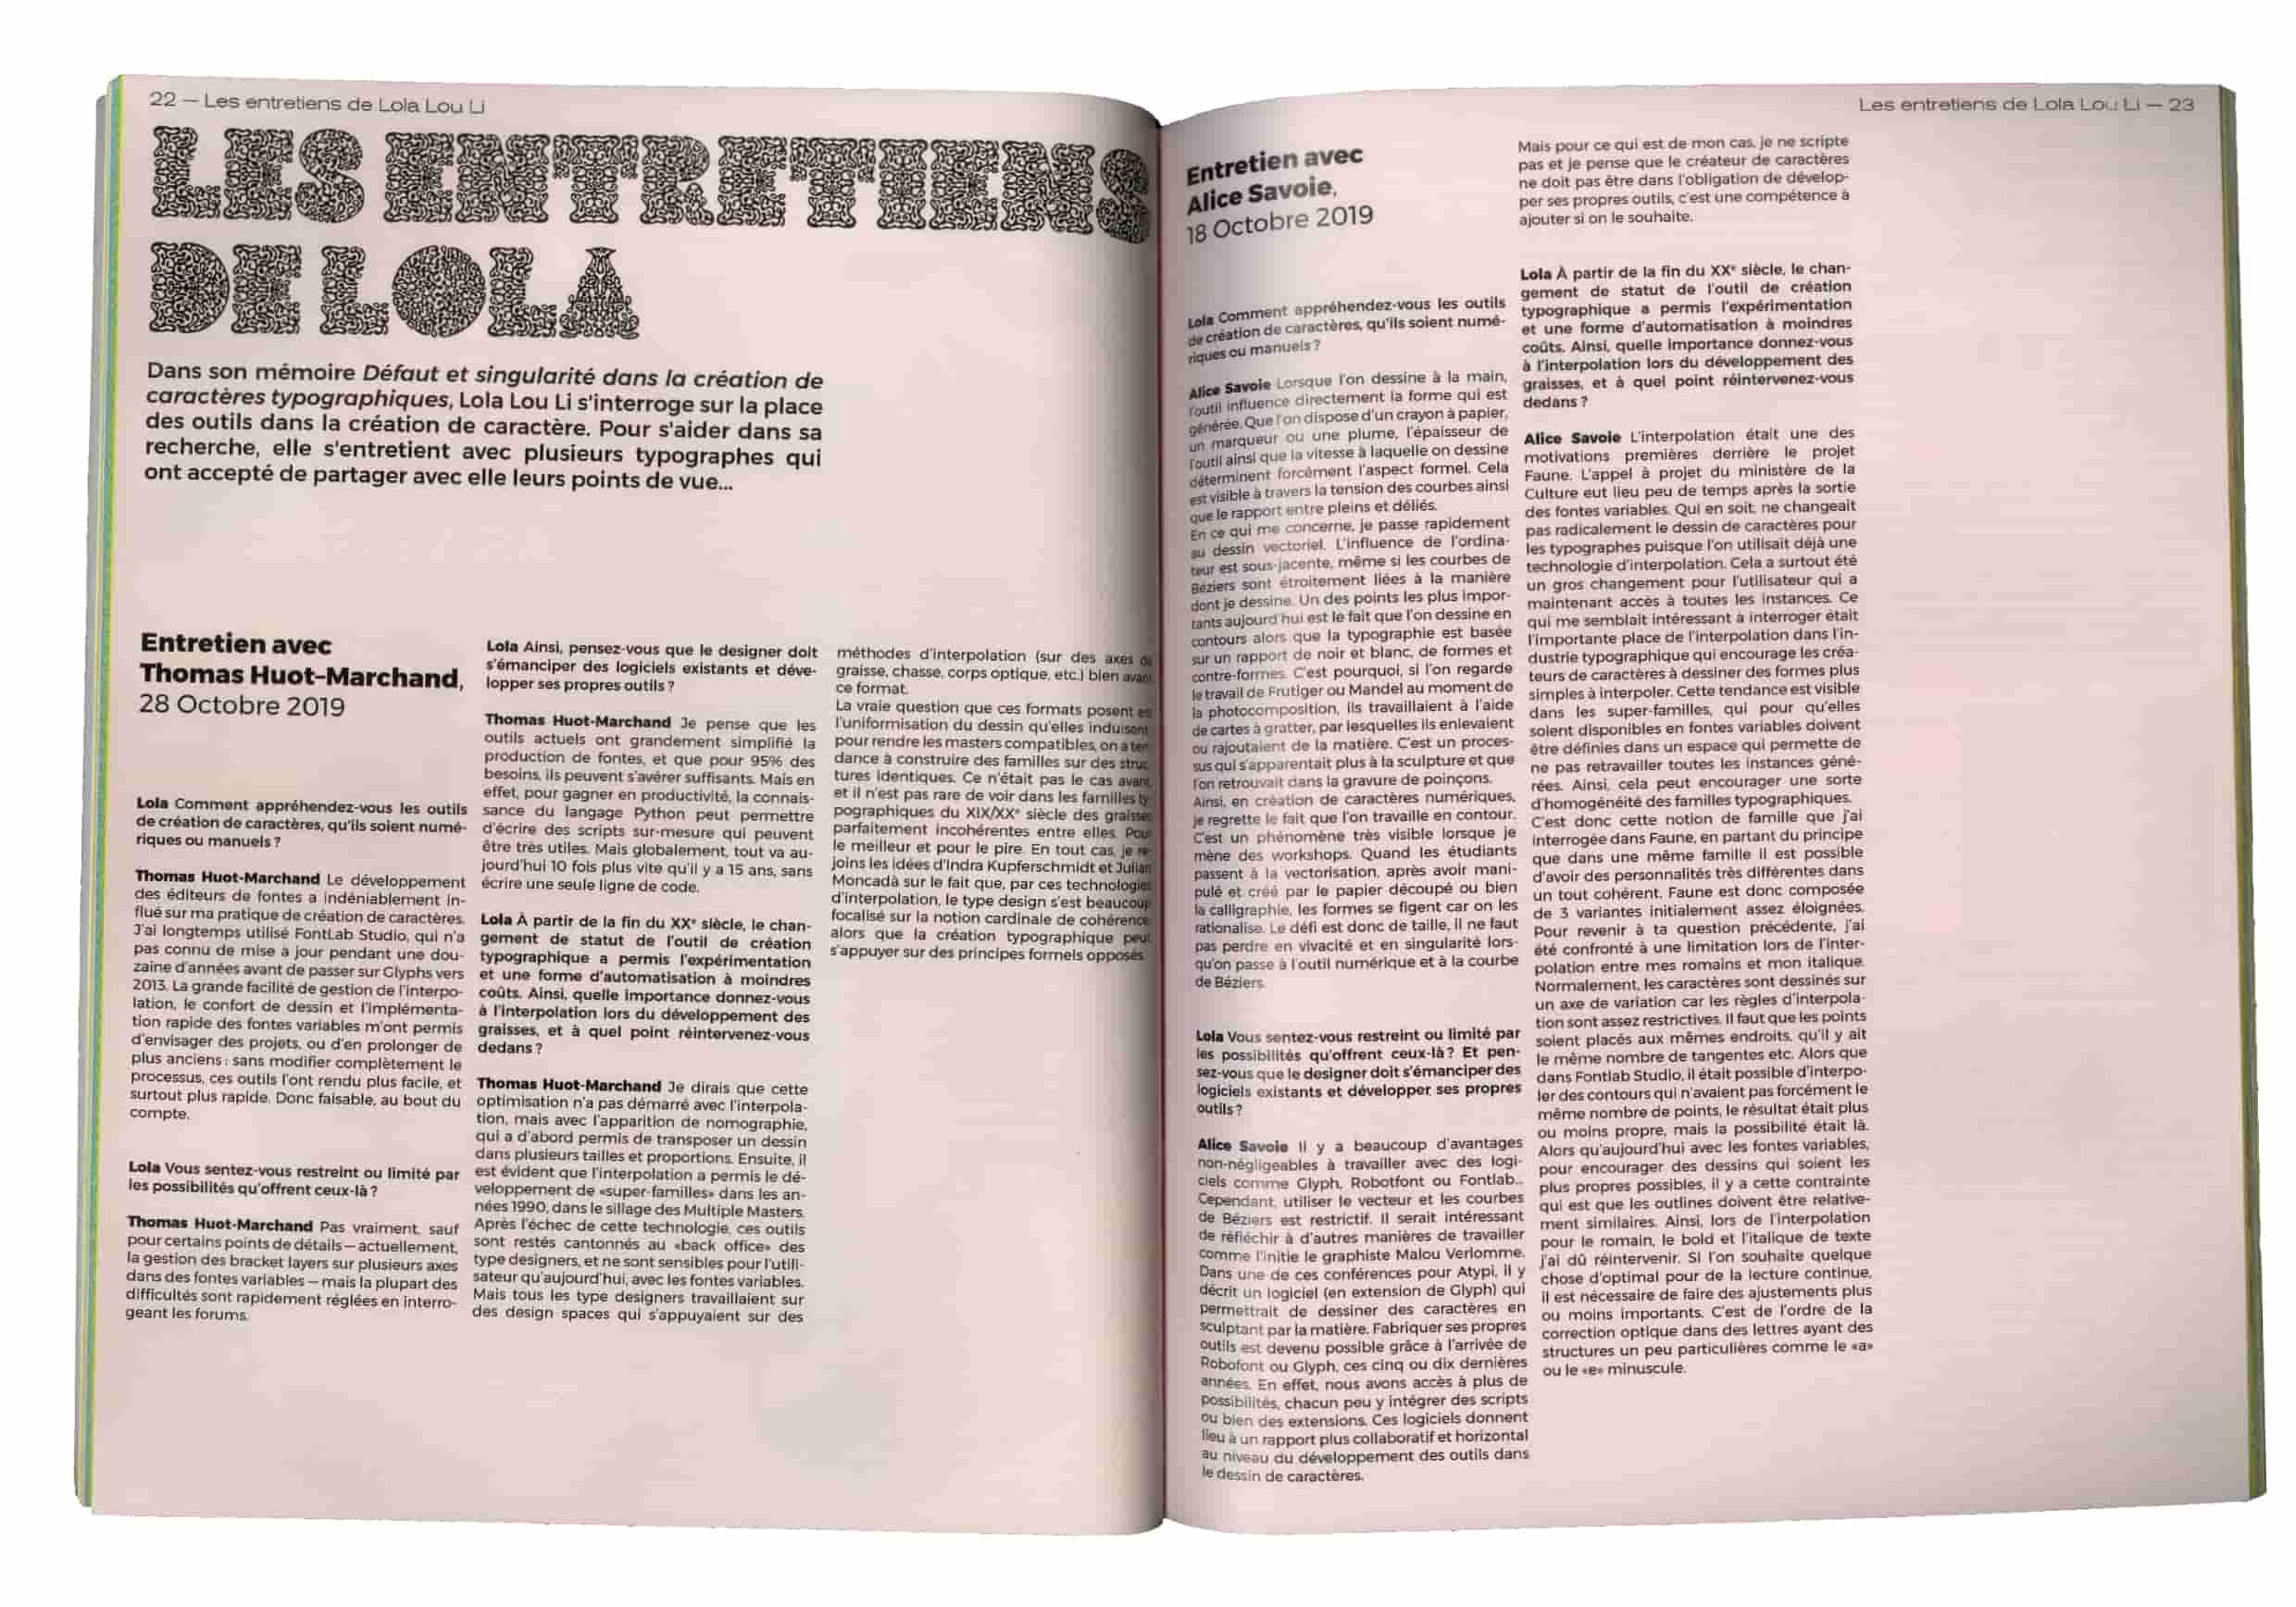 22 — Les entretiens de Lola Lou Li
LES ENTRETIENS
DE LOLA
Dans son mémoire Défaut et singularité dans la création de
caractères typographiques, Lola Lou Li s'interroge sur la place
des outils dans la création de caractère. Pour s'aider dans sa
recherche, elle s'entretient avec plusieurs typographes qui
ont accepté de partager avec elle leurs points de vue...
Entretien avec
Thomas Huot-Marchand,
28 Octobre 2019
Lola Comment appréhendez-vous les outils
de création de caractères, qu'ils soient numé-
riques ou manuels ?
Thomas Huot-Marchand Le développement
des éditeurs de fontes a indéniablement in-
flué sur ma pratique de création de caractères.
J'ai longtemps utilisé FontLab Studio, qui n'a
pas connu de mise à jour pendant une dou-
zaine d'années avant de passer sur Glyphs vers
2013. La grande facilité de gestion de l'interpo-
lation, le confort de dessin et l'implémenta-
tion rapide des fontes variables m'ont permis
d'envisager des projets, ou d'en prolonger de
plus anciens : sans modifier complètement le
processus, ces outils l'ont rendu plus facile, et
surtout plus rapide. Donc faisable, au bout du
compte.
Lola Vous sentez-vous restreint ou limité par
les possibilités qu'offrent ceux-là ?
Thomas Huot-Marchand Pas vraiment, sauf
pour certains points de détails — actuellement,
la gestion des bracket layers sur plusieurs axes
dans des fontes variables — mais la plupart des
difficultés sont rapidement réglées en interro-
geant les forums.
Lola Ainsi, pensez-vous que le designer doit
s'émanciper des logiciels existants et déve-
lopper ses propres outils ?
Thomas Huot-Marchand Je pense que les
outils actuels ont grandement simplifié la
production de fontes, et que pour 95% des
besoins, ils peuvent s'avérer suffisants. Mais en
effet, pour gagner en productivité, la connais-
sance du langage Python peut permettre
d'écrire des scripts sur-mesure qui peuvent
être très utiles. Mais globalement, tout va au-
jourd'hui 10 fois plus vite qu'il y a 15 ans, sans
écrire une seule ligne de code.
Lola À partir de la fin du XXᵉ siècle, le chan-
gement de statut de l'outil de création
typographique a permis l'expérimentation
et une forme d'automatisation à moindres
coûts. Ainsi, quelle importance donnez-vous
à l'interpolation lors du développement des
graisses, et à quel point réintervenez-vous
dedans ?
Thomas Huot-Marchand Je dirais que cette
optimisation n'a pas démarré avec l'interpola-
tion, mais avec l'apparition de nomographie,
qui a d'abord permis de transposer un dessin
dans plusieurs tailles et proportions. Ensuite, il
est évident que l'interpolation a permis le dé-
veloppement de «super-familles» dans les an-
nées 1990, dans le sillage des Multiple Masters.
Après l'échec de cette technologie, ces outils
sont restés cantonnés au «back office» des
type designers, et ne sont sensibles pour l'utili-
sateur qu'aujourd'hui, avec les fontes variables.
Mais tous les type designers travaillaient sur
des design spaces qui s'appuyaient sur des
méthodes d'interpolation (sur des axes de
graisse, chasse, corps optique, etc.) bien avant
ce format.
La vraie question que ces formats posent est
l'uniformisation du dessin qu'elles induisent
pour rendre les masters compatibles, on a ten-
dance à construire des familles sur des struc-
tures identiques. Ce n'était pas le cas avant,
et il n'est pas rare de voir dans les familles ty-
pographiques du XIX/XXᵉ siècle des graisses
parfaitement incohérentes entre elles. Pour
le meilleur et pour le pire. En tout cas, je re-
joins les idées d'Indra Kupferschmidt et Julian
Moncadà sur le fait que, par ces technologies
d'interpolation, le type design s'est beaucoup
focalisé sur la notion cardinale de cohérence
alors que la création typographique peut
s'appuyer sur des principes formels opposés.
Les entretiens de Lola Lou Li — 23
Entretien avec
Alice Savoie,
18 Octobre 2019
Lola Comment appréhendez-vous les outils
de création de caractères, qu'ils soient numé-
riques ou manuels ?
Alice Savoie Lorsque l'on dessine à la main,
l'outil influence directement la forme qui est
générée. Que l'on dispose d'un crayon à papier,
un marqueur ou une plume, l'épaisseur de
l'outil ainsi que la vitesse à laquelle on dessine
déterminent forcément l'aspect formel. Cela
est visible à travers la tension des courbes ainsi
que le rapport entre pleins et déliés.
En ce qui me concerne, je passe rapidement
au dessin vectoriel. L'influence de l'ordina-
teur est sous-jacente, même si les courbes de
Béziers sont étroitement liées à la manière
dont je dessine. Un des points les plus impor-
tants aujourd'hui est le fait que l'on dessine en
contours alors que la typographie est basée
sur un rapport de noir et blanc, de formes et
contre-formes. C'est pourquoi, si l'on regarde
le travail de Frutiger ou Mandel au moment de
la photocomposition, ils travaillaient à l'aide
de cartes à gratter, par lesquelles ils enlevaient
ou rajoutaient de la matière. C'est un proces-
sus qui s'apparentait plus à la sculpture et que
l'on retrouvait dans la gravure de poinçons.
Ainsi, en création de caractères numériques,
je regrette le fait que l'on travaille en contour.
C'est un phénomène très visible lorsque je
mène des workshops. Quand les étudiants
passent à la vectorisation, après avoir mani-
pulé et créé par le papier découpé ou bien
la calligraphie, les formes se figent car on les
rationalise. Le défi est donc de taille, il ne faut
pas perdre en vivacité et en singularité lors-
qu'on passe à l'outil numérique et à la courbe
de Béziers.
Lola Vous sentez-vous restreint ou limité par
les possibilités qu'offrent ceux-là ? Et pen-
sez-vous que le designer doit s'émanciper des
logiciels existants et développer ses propres
outils ?
Alice Savoie Il y a beaucoup d'avantages
non-négligeables à travailler avec des logi-
ciels comme Glyph, Robotfont ou Fontlab...
Cependant, utiliser le vecteur et les courbes
de Béziers est restrictif. Il serait intéressant
de réfléchir à d'autres manières de travailler
comme l'initie le graphiste Malou Verlomme.
Dans une de ces conférences pour Atypi, il y
décrit un logiciel (en extension de Glyph) qui
permettrait de dessiner des caractères en
sculptant par la matière. Fabriquer ses propres
outils est devenu possible grâce à l'arrivée de
Robofont ou Glyph, ces cinq ou dix dernières
années. En effet, nous avons accès à plus de
possibilités, chacun peu y intégrer des scripts
ou bien des extensions. Ces logiciels donnent
lieu à un rapport plus collaboratif et horizontal
au niveau du développement des outils dans
le dessin de caractères.
Mais pour ce qui est de mon cas, je ne scripte
pas et je pense que le créateur de caractères
ne doit pas être dans l'obligation de dévelop-
per ses propres outils, c'est une compétence à
ajouter si on le souhaite.
Lola À partir de la fin du XXᵉ siècle, le chan-
gement de statut de l'outil de création
typographique a permis l'expérimentation
et une forme d'automatisation à moindres
coûts. Ainsi, quelle importance donnez-vous
à l'interpolation lors du développement des
graisses, et à quel point réintervenez-vous
dedans ?
Alice Savoie L'interpolation était une des
motivations premières derrière le projet
Faune. L'appel à projet du ministère de la
Culture eut lieu peu de temps après la sortie
des fontes variables. Qui en soit, ne changeait
pas radicalement le dessin de caractères pour
les typographes puisque l'on utilisait déjà une
technologie d'interpolation. Cela a surtout été
un gros changement pour l'utilisateur qui a
maintenant accès à toutes les instances. Ce
qui me semblait intéressant à interroger était
l'importante place de l'interpolation dans l'in-
dustrie typographique qui encourage les créa-
teurs de caractères à dessiner des formes plus
simples à interpoler. Cette tendance est visible
dans les super-familles, qui pour qu'elles
soient disponibles en fontes variables doivent
être définies dans un espace qui permette de
ne pas retravailler toutes les instances géné-
rées. Ainsi, cela peut encourager une sorte
d'homogénéité des familles typographiques.
C'est donc cette notion de famille que j'ai
interrogée dans Faune, en partant du principe
que dans une même famille il est possible
d'avoir des personnalités très différentes dans
un tout cohérent. Faune est donc composée
de 3 variantes initialement assez éloignées.
Pour revenir à ta question précédente, j'ai
été confronté à une limitation lors de l'inter-
polation entre mes romains et mon italique.
Normalement, les caractères sont dessinés sur
un axe de variation car les règles d'interpola-
tion sont assez restrictives. Il faut que les points
soient placés aux mêmes endroits, qu'il y ait
le même nombre de tangentes etc. Alors que
dans Fontlab Studio, il était possible d'interpo-
ler des contours qui n'avaient pas forcément le
même nombre de points, le résultat était plus
ou moins propre, mais la possibilité était là.
Alors qu'aujourd'hui avec les fontes variables,
pour encourager des dessins qui soient les
plus propres possibles, il y a cette contrainte
qui est que les outlines doivent être relative-
ment similaires. Ainsi, lors de l'interpolation
pour le romain, le bold et l'italique de texte
j'ai dû réintervenir. Si l'on souhaite quelque
chose d'optimal pour de la lecture continue,
il est nécessaire de faire des ajustements plus
ou moins importants. C'est de l'ordre de la
correction optique dans des lettres ayant des
structures un peu particulières comme le «a»
ou le «e» minuscule.